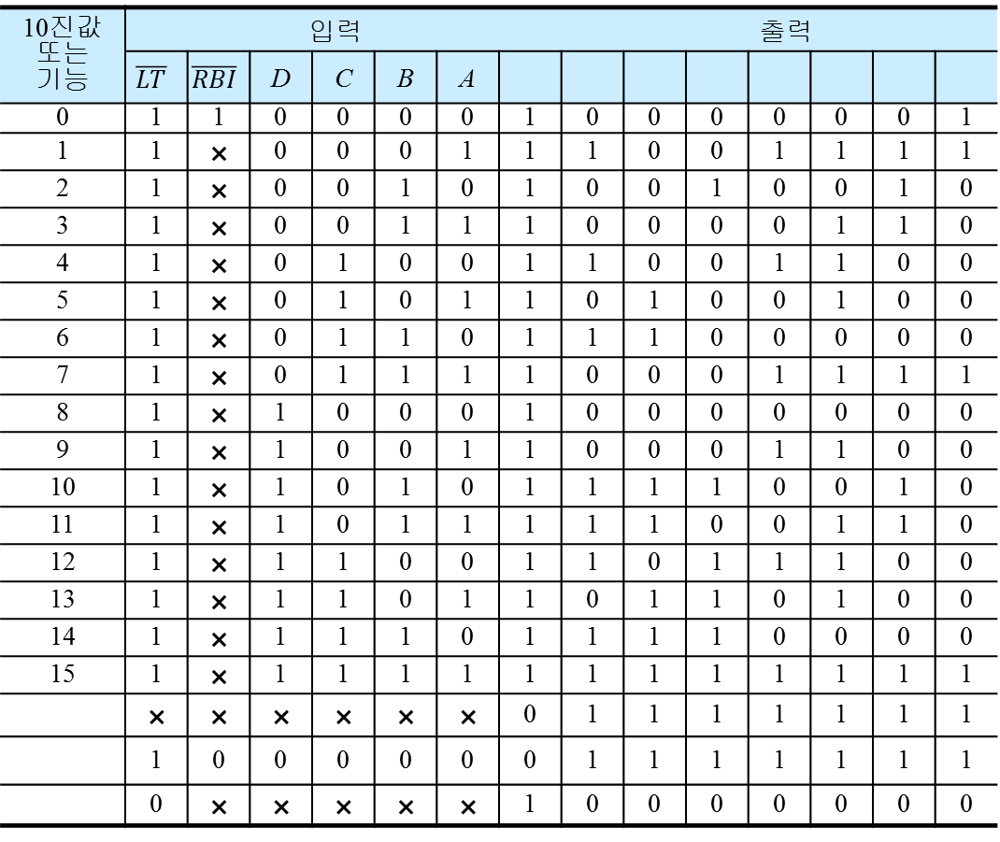 10진값 입력 출력
또는
기능 L̅T̅ R̅B̅I̅ D C B A
0 1 1 0 0 0 0 1 0 0 0 0 0 0 1
1 1 × 0 0 0 1 1 1 0 0 1 1 1 1
2 1 × 0 0 1 0 1 0 0 1 0 0 1 0
3 1 × 0 0 1 1 1 0 0 0 0 1 1 0
4 1 × 0 1 0 0 1 1 0 0 1 1 0 0
5 1 × 0 1 0 1 1 0 1 0 0 1 0 0
6 1 × 0 1 1 0 1 1 1 0 0 0 0 0
7 1 × 0 1 1 1 1 0 0 0 1 1 1 1
8 1 × 1 0 0 0 1 0 0 0 0 0 0 0
9 1 × 1 0 0 1 1 0 0 0 1 1 0 0
10 1 × 1 0 1 0 1 1 1 1 0 0 1 0
11 1 × 1 0 1 1 1 1 1 0 0 1 1 0
12 1 × 1 1 0 0 1 1 0 1 1 1 0 0
13 1 × 1 1 0 1 1 0 1 1 0 1 0 0
14 1 × 1 1 1 0 1 1 1 1 0 0 0 0
15 1 × 1 1 1 1 1 1 1 1 1 1 1 1
× × × × × × 0 1 1 1 1 1 1 1
1 0 0 0 0 0 0 1 1 1 1 1 1 1
0 × × × × × 1 0 0 0 0 0 0 0